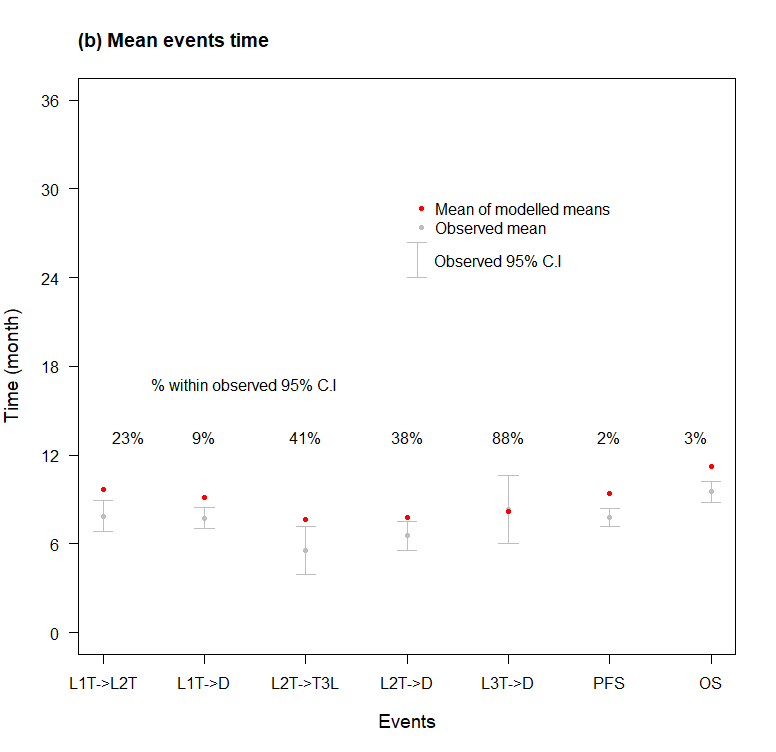 (b) Mean events time
36
30
24
18
12
6
0
Time (month)
Mean of modelled means
Observed mean
Observed 95% C.I
% within observed 95% C.I
23% 9% 41% 38% 88% 2% 3%
L1T->L2T L1T->D L2T->T3L L2T->D L3T->D PFS OS
Events